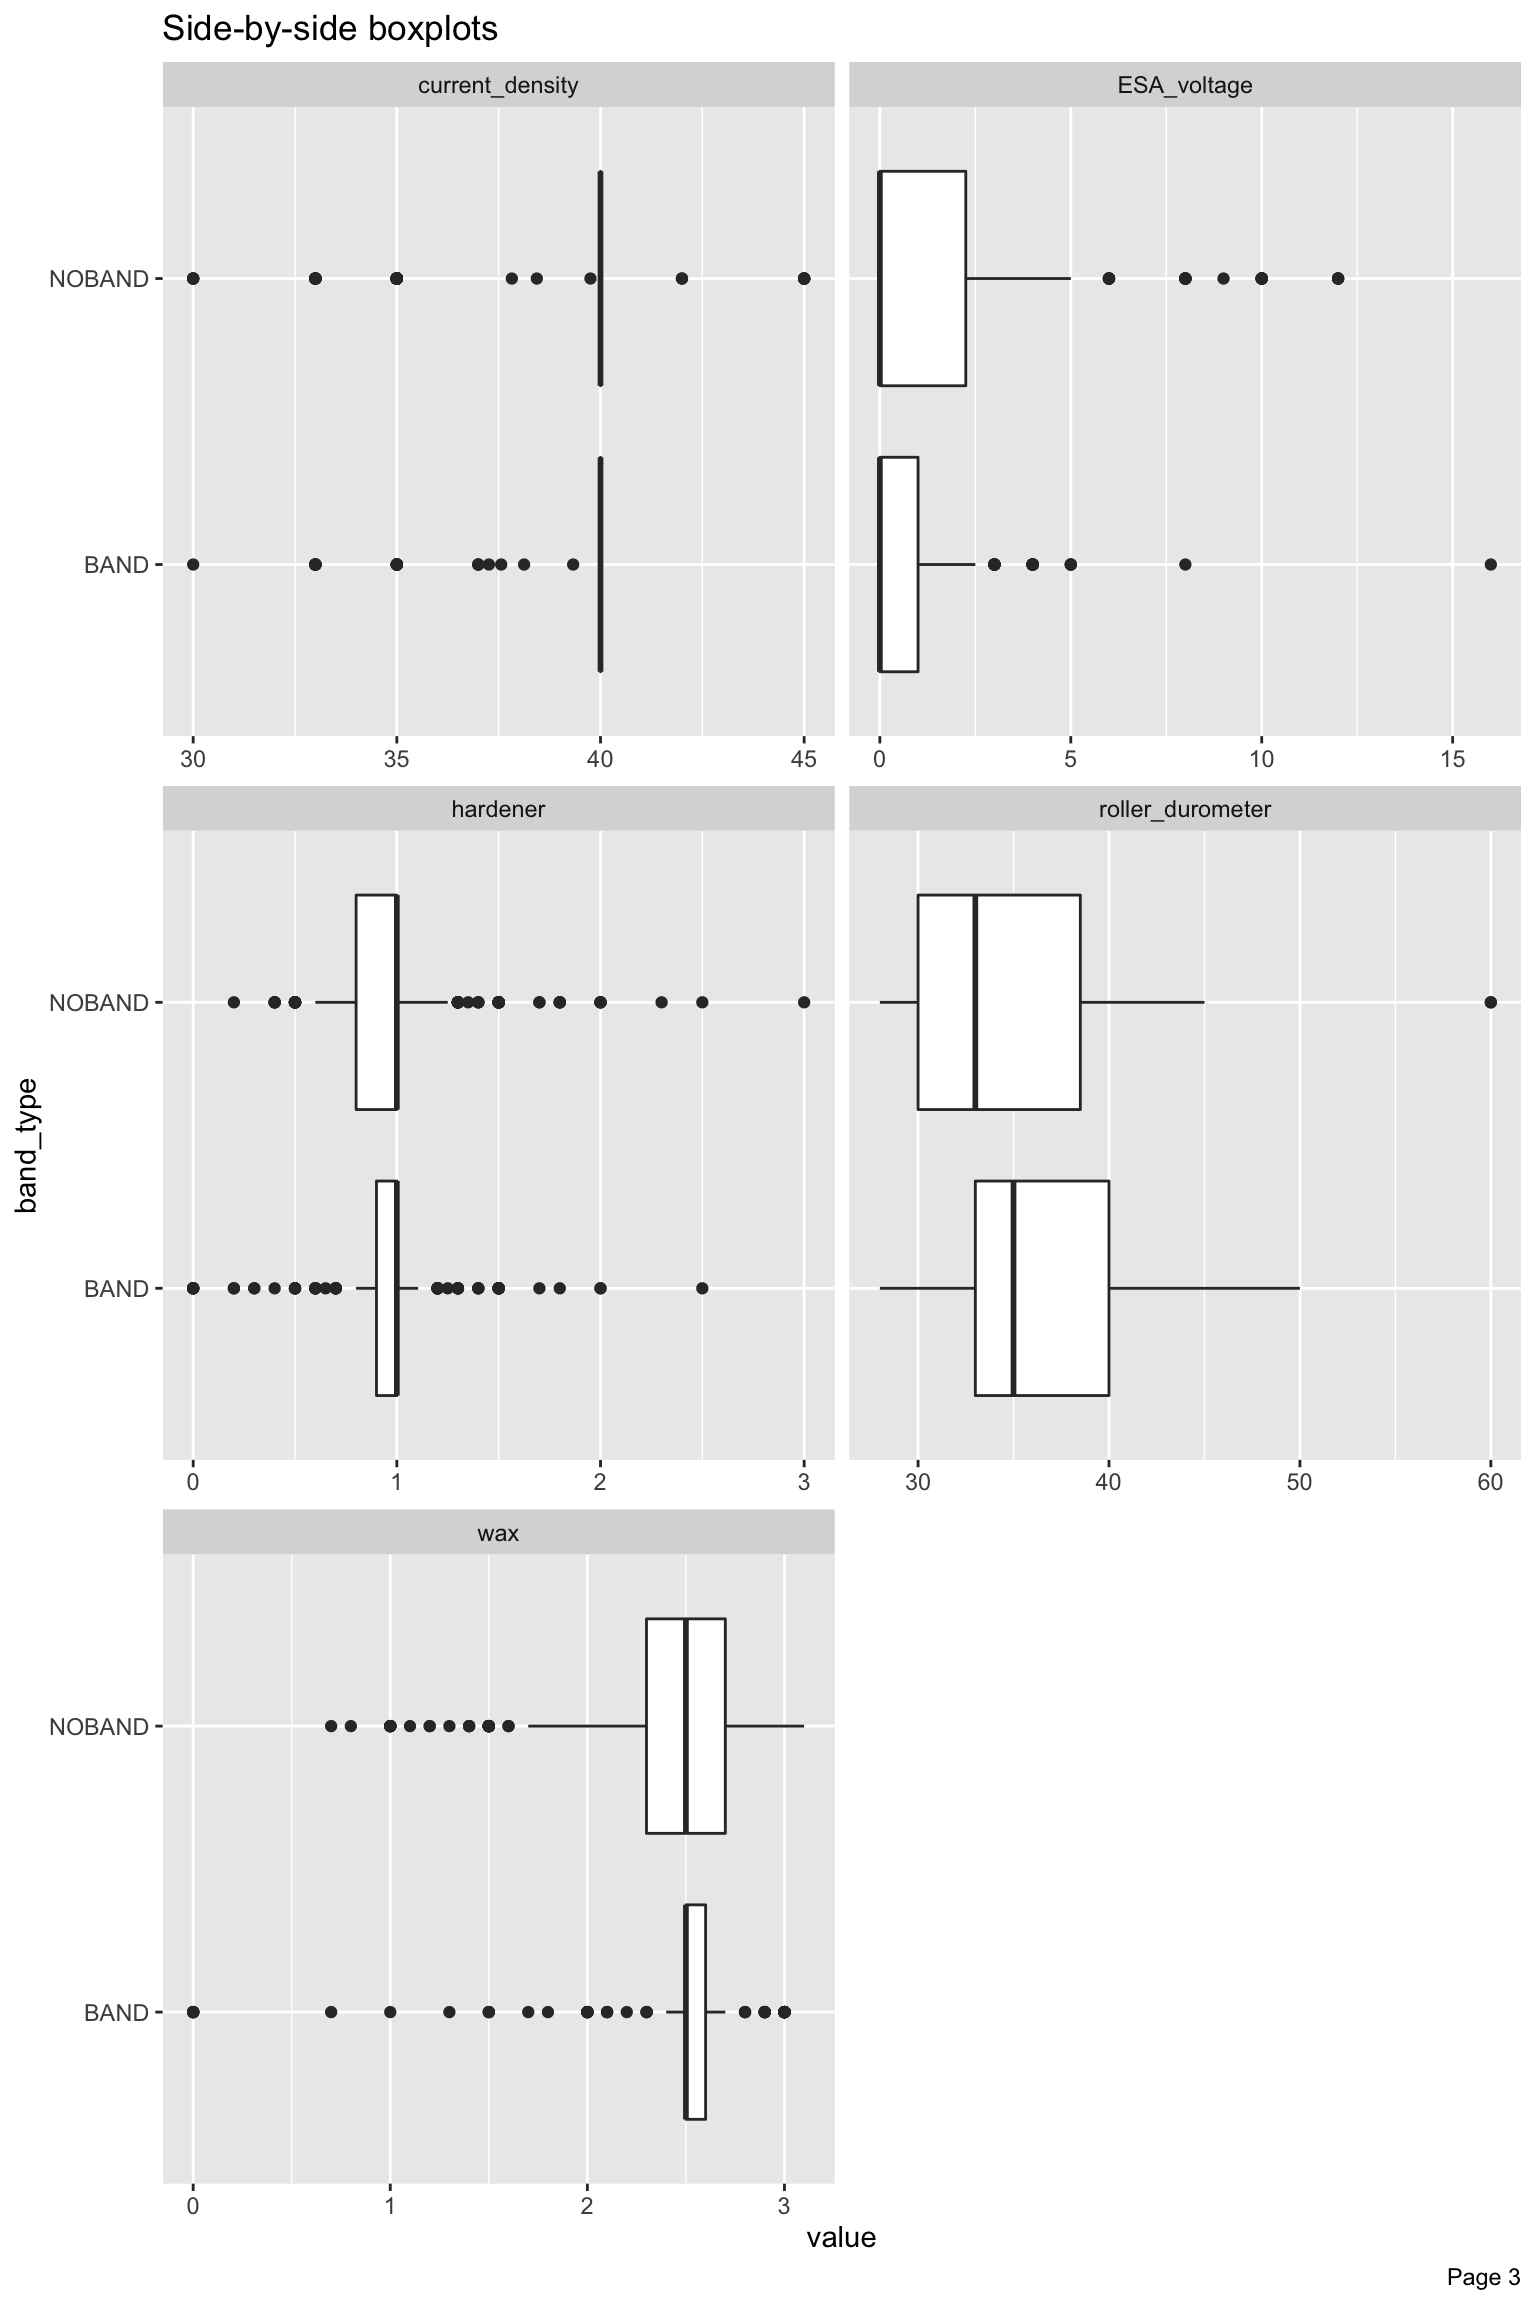 Side-by-side boxplots
current_density
ESA_voltage
NOBAND
BAND
30 35 40 45
0 5 10 15
hardener
roller_durometer
NOBAND
BAND
0 1 2 3
30 40 50 60
band_type
wax
NOBAND
BAND
0 1 2 3
value
Page 3